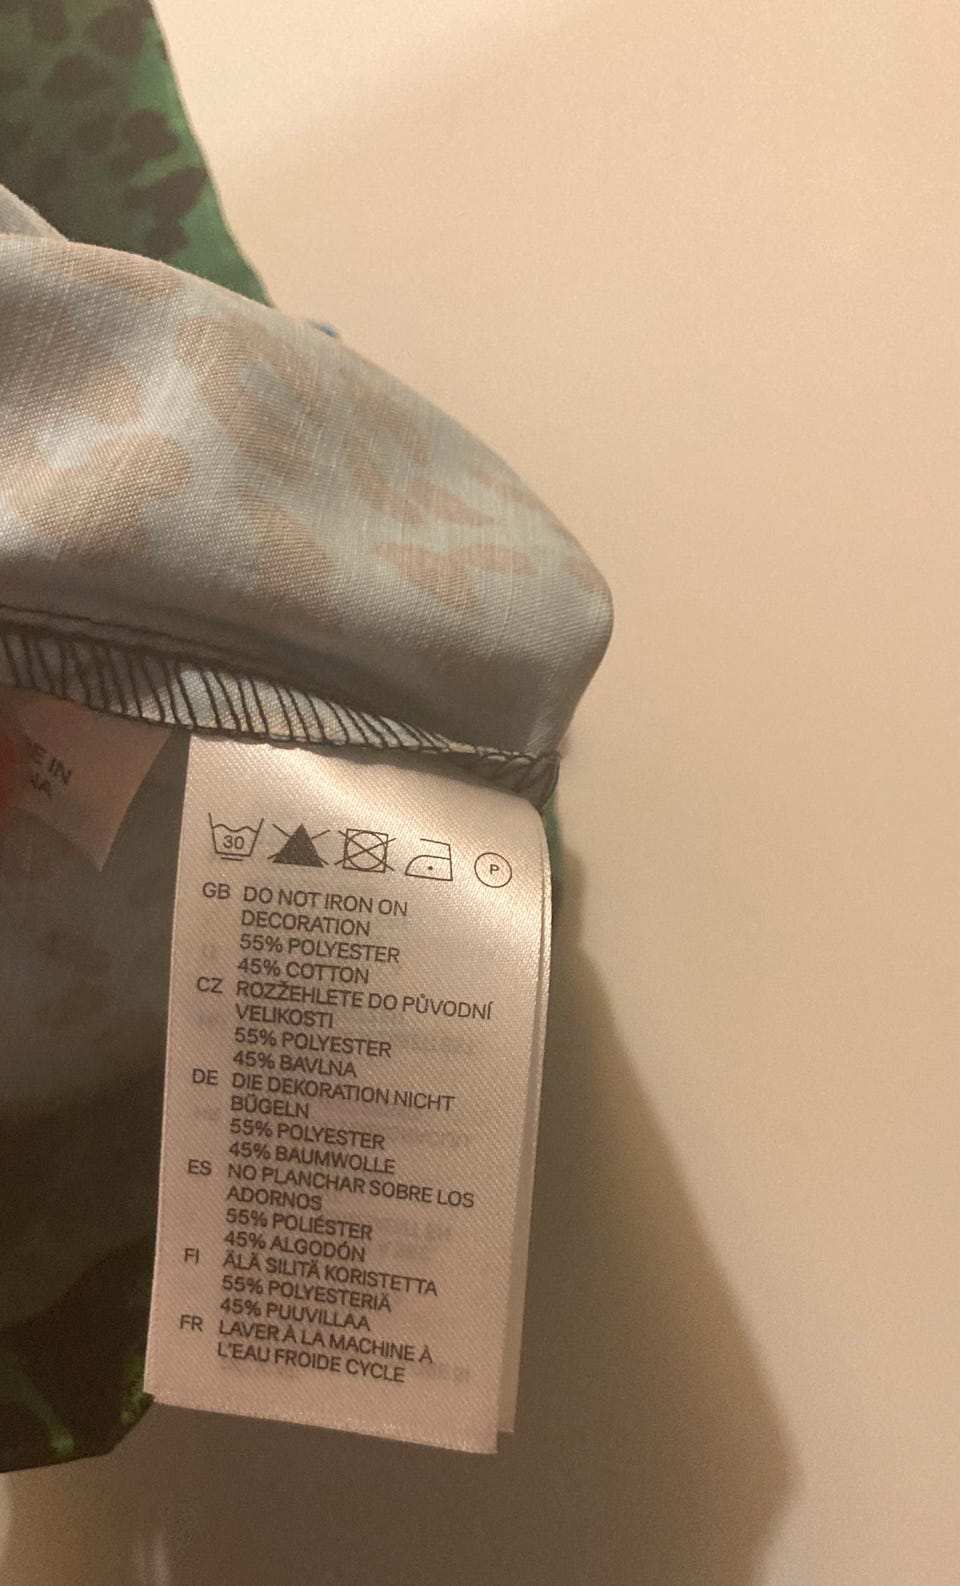 E IN
NA
30
P
GB DO NOT IRON ON
DECORATION
55% POLYESTER
45% COTTON
CZ ROZŽEHLETE DO PŮVODNÍ
VELIKOSTI
55% POLYESTER
45% BAVLNA
DE DIE DEKORATION NICHT
BÜGELN
55% POLYESTER
45% BAUMWOLLE
ES NO PLANCHAR SOBRE LOS
ADORNOS
55% POLIÉSTER
45% ALGODÓN
FI ÄLÄ SILITÄ KORISTETTA
55% POLYESTERIÄ
45% PUUVILLAA
FR LAVER À LA MACHINE À
L'EAU FROIDE CYCLE